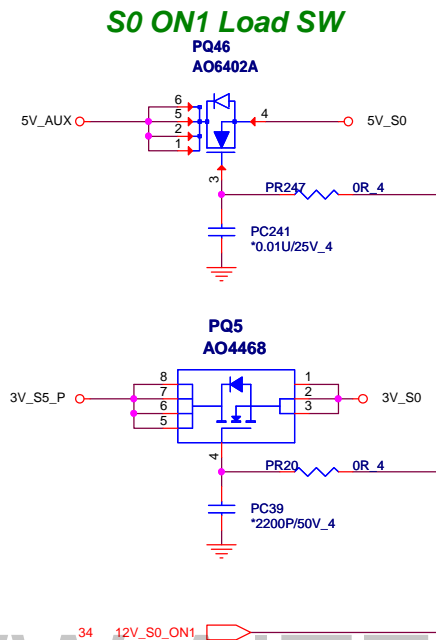 S0 ON1 Load SW
PQ46
AO6402A
6
5V_AUX 5 4 5V_S0
2
1
3
PR247 0R_4
PC241
*0.01U/25V_4
PQ5
AO4468
8 1
3V_S5_P 7 2 3V_S0
6 3
5
4
PR20 0R_4
PC39
*2200P/50V_4
34 12V_S0_ON1